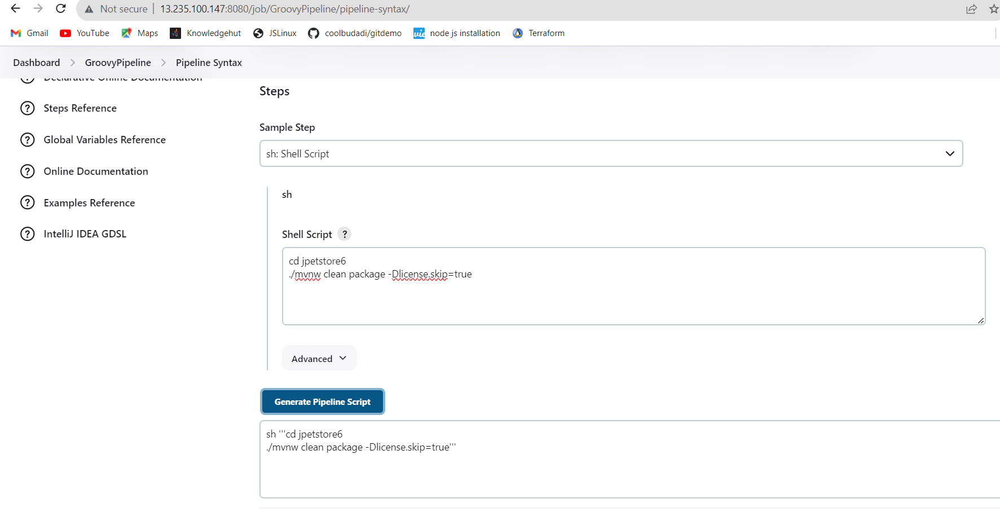 Not secure 13.235.100.147:8080/job/GroovyPipeline/pipeline-syntax/
Gmail YouTube Maps Knowledgehut JSLinux coolbudadi/gitdemo node js installation Terraform
Dashboard GroovyPipeline Pipeline Syntax
Declarative Online Documentation
Steps Reference
Global Variables Reference
Online Documentation
Examples Reference
IntelliJ IDEA GDSL
Steps
Sample Step
sh: Shell Script
sh
Shell Script ?
cd jpetstore6
./mvnw clean package -Dlicense.skip=true
Advanced
Generate Pipeline Script
sh '''cd jpetstore6
./mvnw clean package -Dlicense.skip=true'''